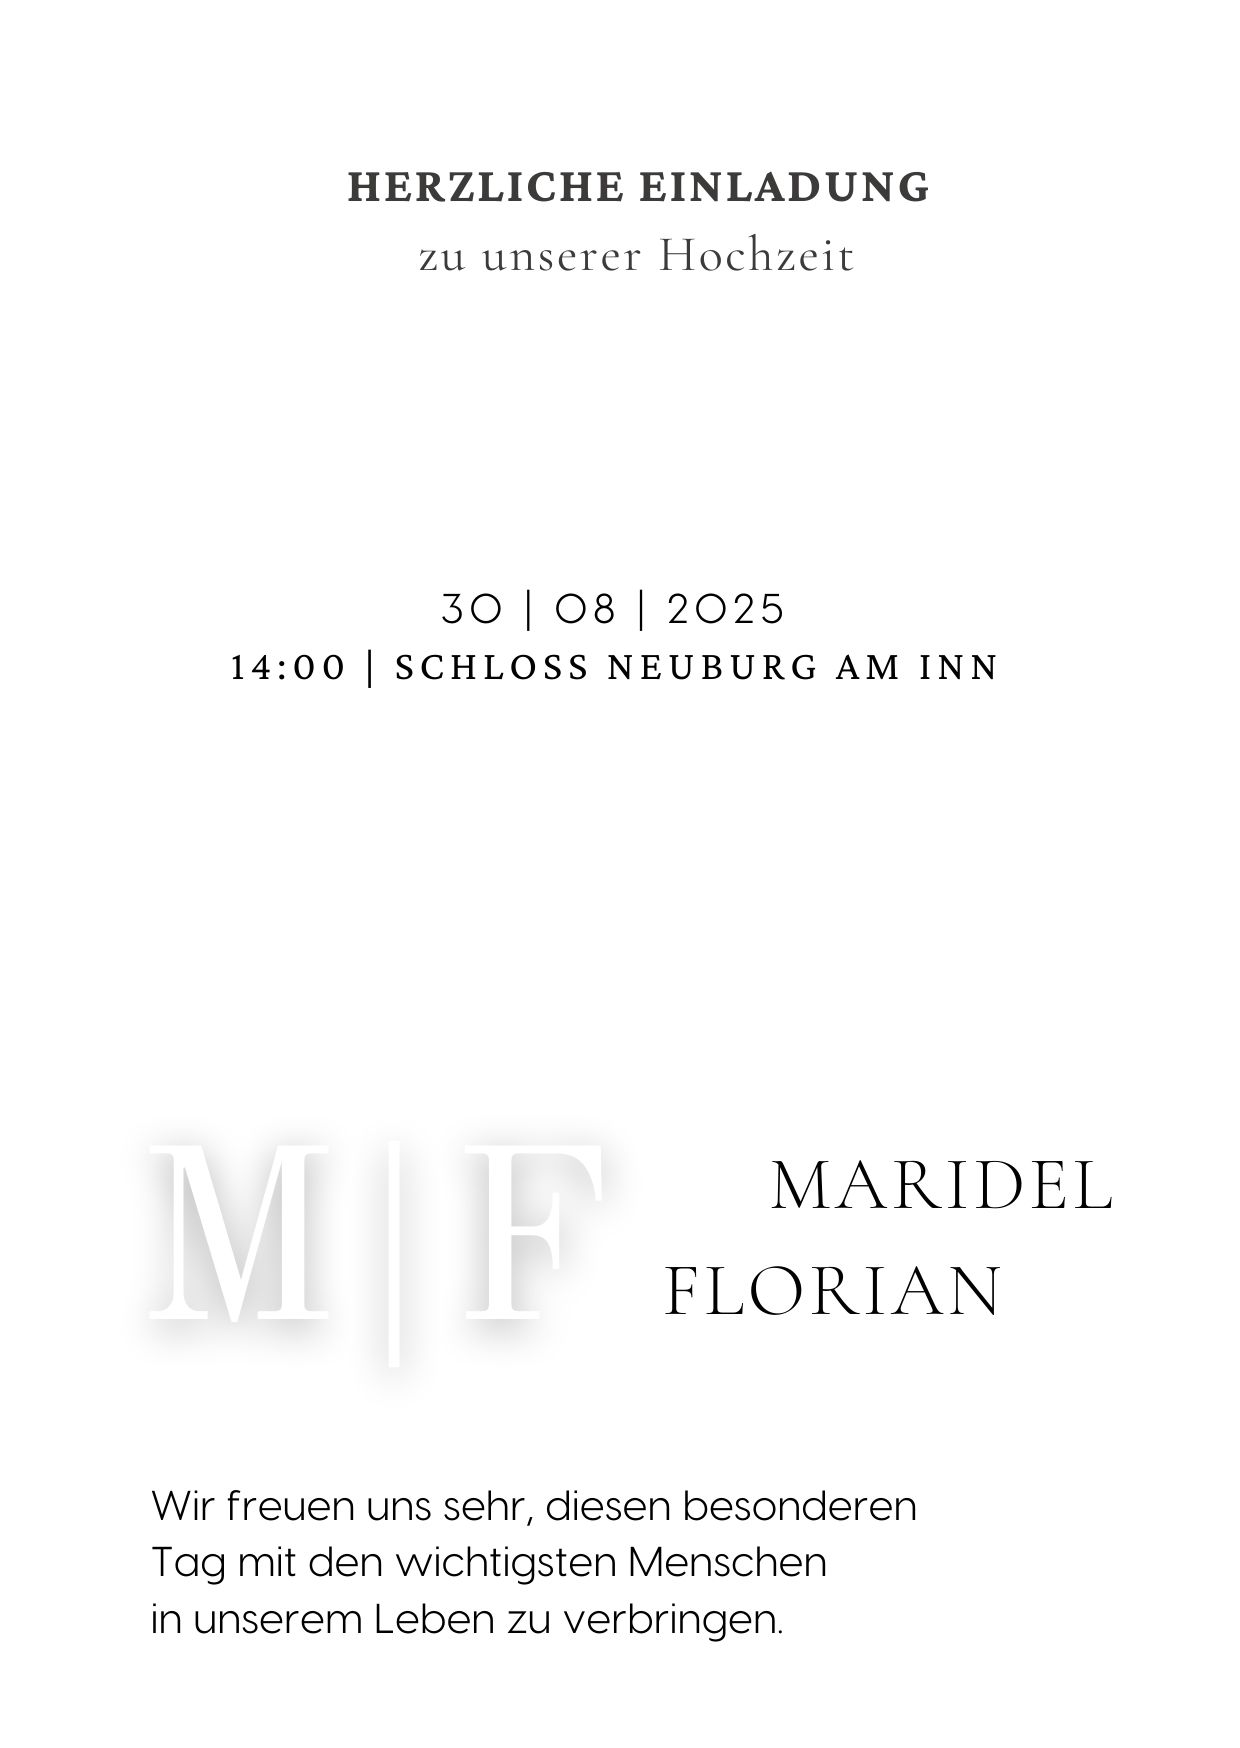 HERZLICHE EINLADUNG
zu unserer Hochzeit
30 | 08 | 2025
14:00 | SCHLOSS NEUBURG AM INN
M|F
MARIDEL
FLORIAN
Wir freuen uns sehr, diesen besonderen
Tag mit den wichtigsten Menschen
in unserem Leben zu verbringen.